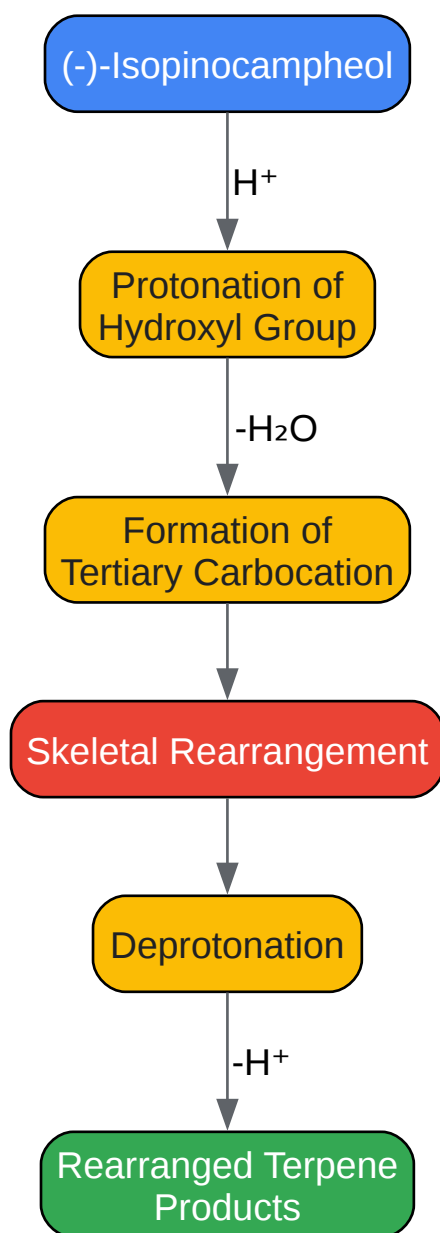 (-)-Isopinocampheol
H⁺
Protonation of
Hydroxyl Group
-H₂O
Formation of
Tertiary Carbocation
Skeletal Rearrangement
Deprotonation
-H⁺
Rearranged Terpene
Products